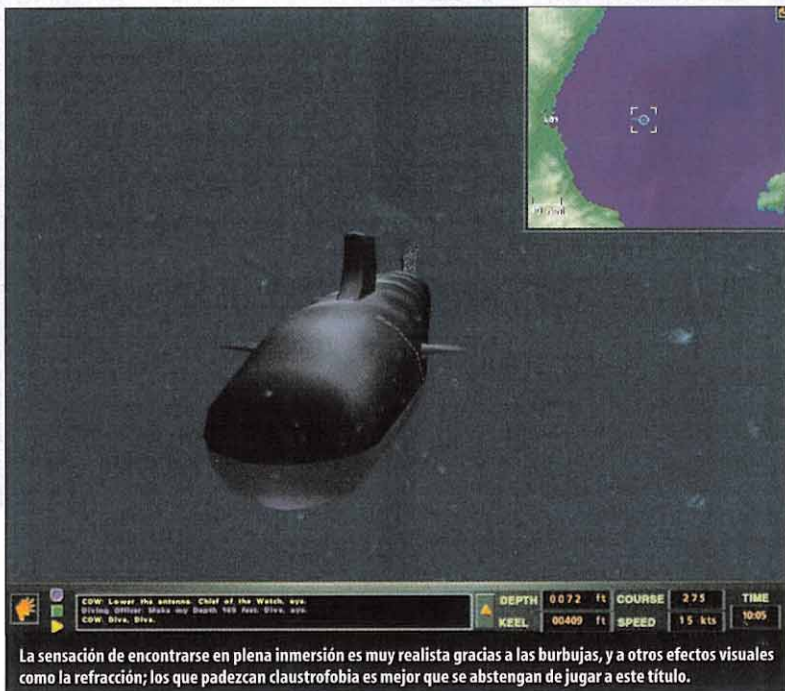 COW: Lower the antenna. Chief of the Watch, aye.
Diving Officer: Make my Depth 165 feet. Dive, aye.
COW: Dive, Dive.
DEPTH 0072 ft COURSE 275 TIME
KEEL 00409 ft SPEED 15 kts 10:05
La sensación de encontrarse en plena inmersión es muy realista gracias a las burbujas, y a otros efectos visuales
como la refracción; los que padezcan claustrofobia es mejor que se abstengan de jugar a este título.